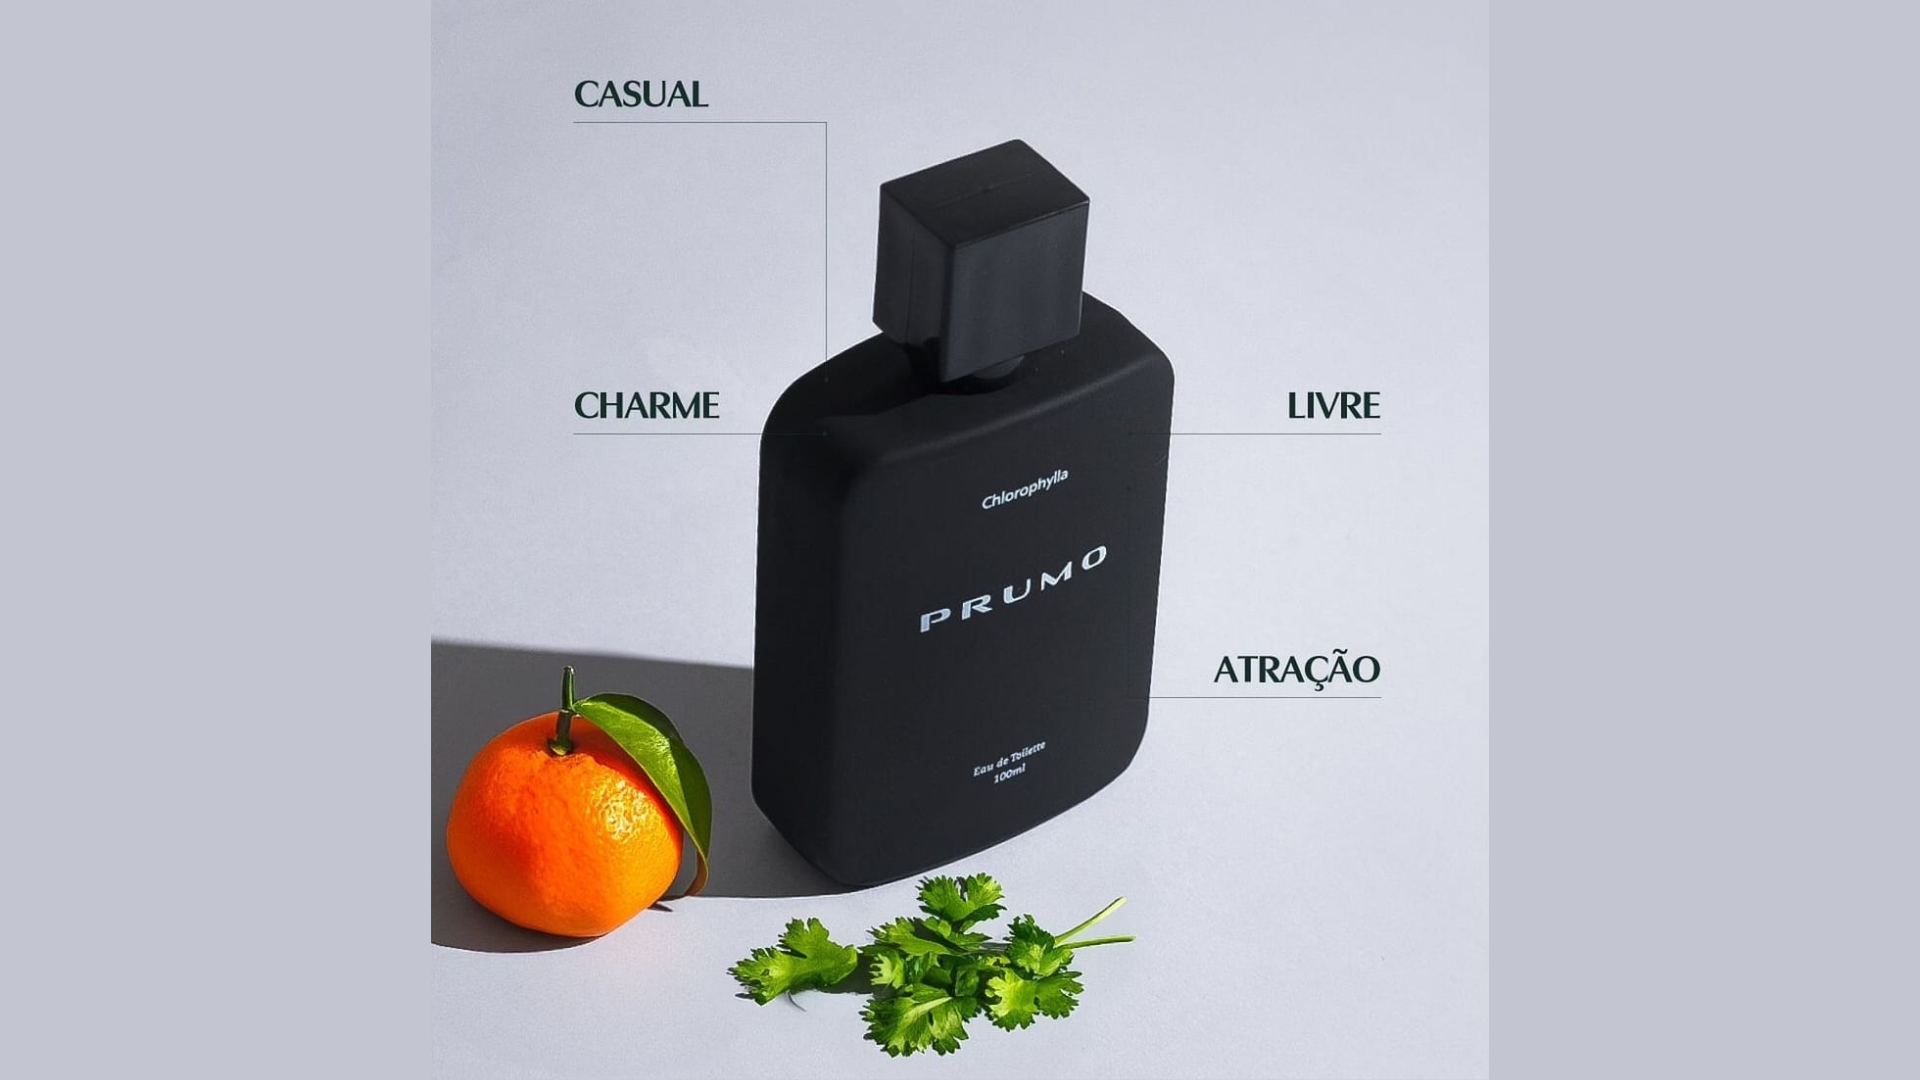 CASUAL
CHARME
LIVRE
Chlorophylla
PRUMO
ATRAÇÃO
Eau de Toilette
100ml